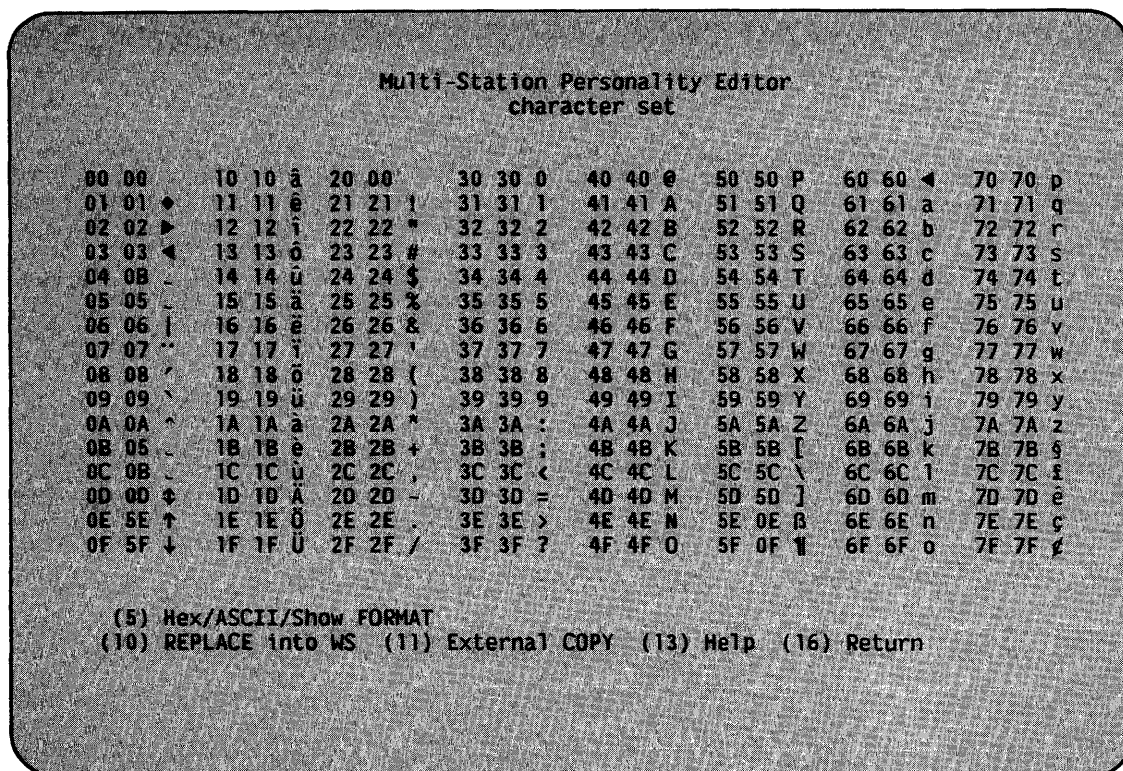 Multi-Station Personality Editor
character set
00 00 10 10 â 20 00 30 30 0 40 40 @ 50 50 P 60 60 ◄ 70 70 p
01 01 ◆ 11 11 ê 21 21 ! 31 31 1 41 41 A 51 51 Q 61 61 a 71 71 q
02 02 ► 12 12 î 22 22 " 32 32 2 42 42 B 52 52 R 62 62 b 72 72 r
03 03 ◄ 13 13 ô 23 23 # 33 33 3 43 43 C 53 53 S 63 63 c 73 73 s
04 0B _ 14 14 û 24 24 $ 34 34 4 44 44 D 54 54 T 64 64 d 74 74 t
05 05 _ 15 15 ä 25 25 % 35 35 5 45 45 E 55 55 U 65 65 e 75 75 u
06 06 | 16 16 ë 26 26 & 36 36 6 46 46 F 56 56 V 66 66 f 76 76 v
07 07 ¨ 17 17 ï 27 27 ' 37 37 7 47 47 G 57 57 W 67 67 g 77 77 w
08 08 ´ 18 18 ö 28 28 ( 38 38 8 48 48 H 58 58 X 68 68 h 78 78 x
09 09 ` 19 19 ü 29 29 ) 39 39 9 49 49 I 59 59 Y 69 69 i 79 79 y
0A 0A ^ 1A 1A à 2A 2A * 3A 3A : 4A 4A J 5A 5A Z 6A 6A j 7A 7A z
0B 05 _ 1B 1B è 2B 2B + 3B 3B ; 4B 4B K 5B 5B [ 6B 6B k 7B 7B §
0C 0B _ 1C 1C ù 2C 2C , 3C 3C < 4C 4C L 5C 5C \ 6C 6C l 7C 7C £
0D 0D ↕ 1D 1D Ä 2D 2D - 3D 3D = 4D 4D M 5D 5D ] 6D 6D m 7D 7D
0E 5E ↑ 1E 1E Ö 2E 2E . 3E 3E > 4E 4E N 5E 0E ß 6E 6E n 7E 7E ç
0F 5F ↓ 1F 1F Ü 2F 2F / 3F 3F ? 4F 4F O 5F 0F ¶ 6F 6F o 7F 7F ¢
(5) Hex/ASCII/Show FORMAT
(10) REPLACE into WS (11) External COPY (13) Help (16) Return